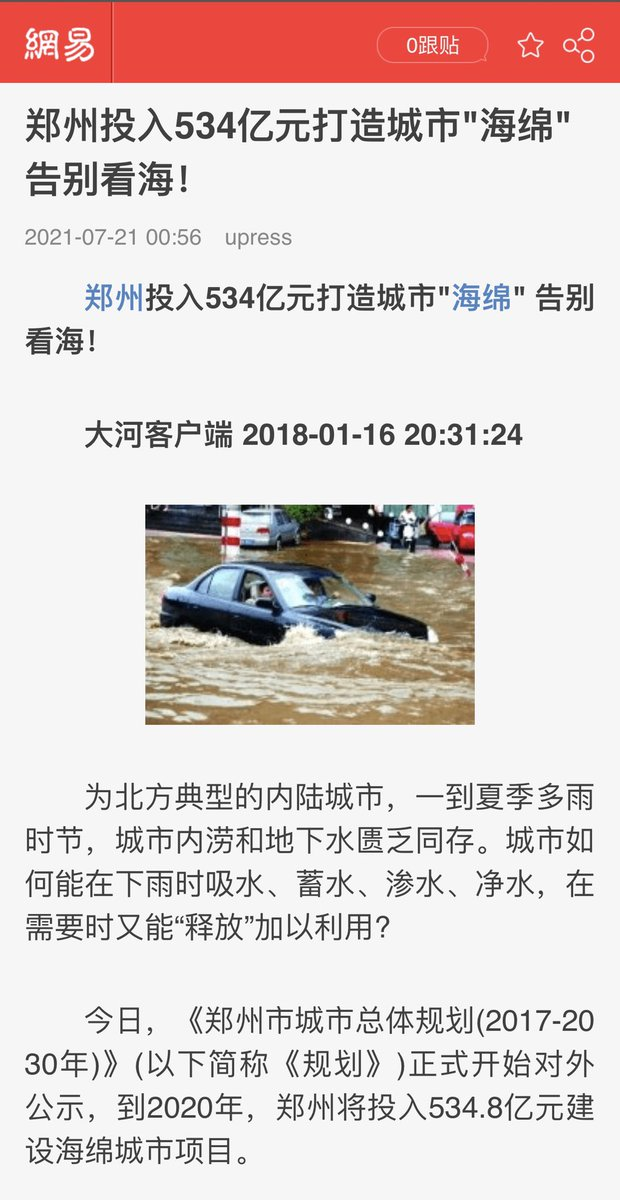 網易
0跟贴
郑州投入534亿元打造城市"海绵"
告别看海！
2021-07-21 00:56 upress
郑州投入534亿元打造城市"海绵" 告别
看海！
大河客户端 2018-01-16 20:31:24
为北方典型的内陆城市，一到夏季多雨
时节，城市内涝和地下水匮乏同存。城市如
何能在下雨时吸水、蓄水、渗水、净水，在
需要时又能“释放”加以利用？
今日，《郑州市城市总体规划(2017-20
30年)》(以下简称《规划》)正式开始对外
公示，到2020年，郑州将投入534.8亿元建
设海绵城市项目。